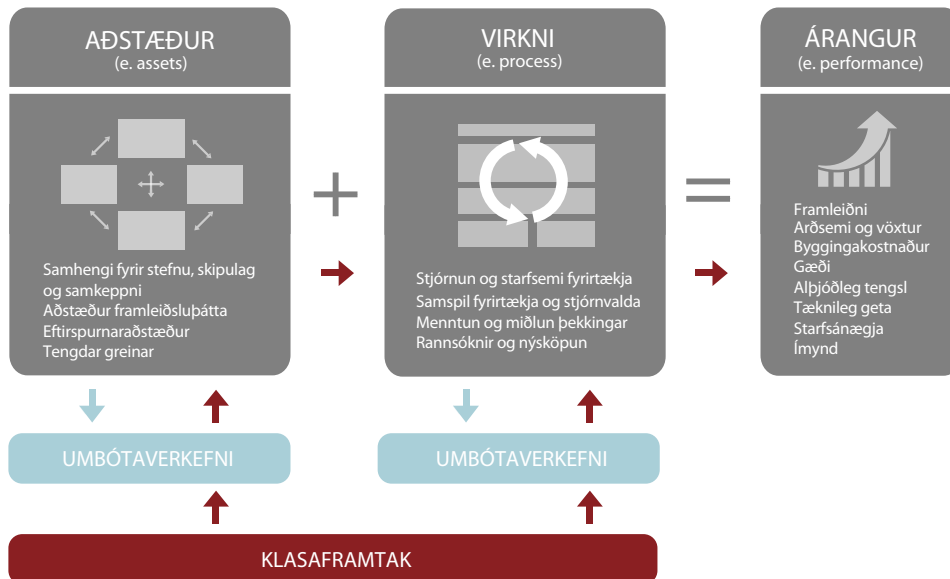 AÐSTÆÐUR
(e. assets)
Samhengi fyrir stefnu, skipulag
og samkeppni
Aðstæður framleiðsluþátta
Eftirspurnaraðstæður
Tengdar greinar
+
VIRKNI
(e. process)
Stjórnun og starfsemi fyrirtækja
Samspil fyrirtækja og stjórnvalda
Menntun og miðlun þekkingar
Rannsóknir og nýsköpun
=
ÁRANGUR
(e. performance)
Framleiðni
Arðsemi og vöxtur
Byggingakostnaður
Gæði
Alþjóðleg tengsl
Tæknileg geta
Starfsánægja
Ímynd
UMBÓTAVERKEFNI
UMBÓTAVERKEFNI
KLASAFRAMTAK